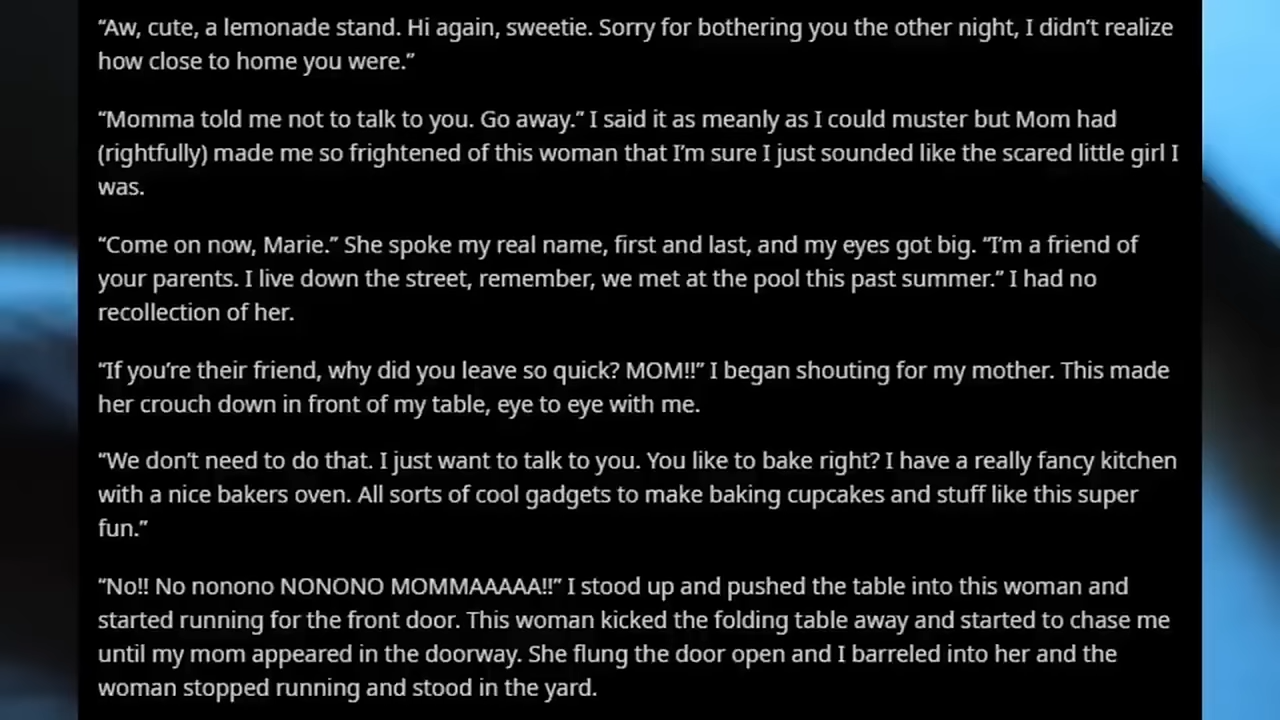 “Aw, cute, a lemonade stand. Hi again, sweetie. Sorry for bothering you the other night, I didn’t realize
how close to home you were.”
“Momma told me not to talk to you. Go away.” I said it as meanly as I could muster but Mom had
(rightfully) made me so frightened of this woman that I’m sure I just sounded like the scared little girl I
was.
“Come on now, Marie.” She spoke my real name, first and last, and my eyes got big. “I’m a friend of
your parents. I live down the street, remember, we met at the pool this past summer.” I had no
recollection of her.
“If you’re their friend, why did you leave so quick? MOM!!” I began shouting for my mother. This made
her crouch down in front of my table, eye to eye with me.
“We don’t need to do that. I just want to talk to you. You like to bake right? I have a really fancy kitchen
with a nice bakers oven. All sorts of cool gadgets to make baking cupcakes and stuff like this super
fun.”
“No!! No nonono NONONO MOMMAAAAA!!” I stood up and pushed the table into this woman and
started running for the front door. This woman kicked the folding table away and started to chase me
until my mom appeared in the doorway. She flung the door open and I barreled into her and the
woman stopped running and stood in the yard.